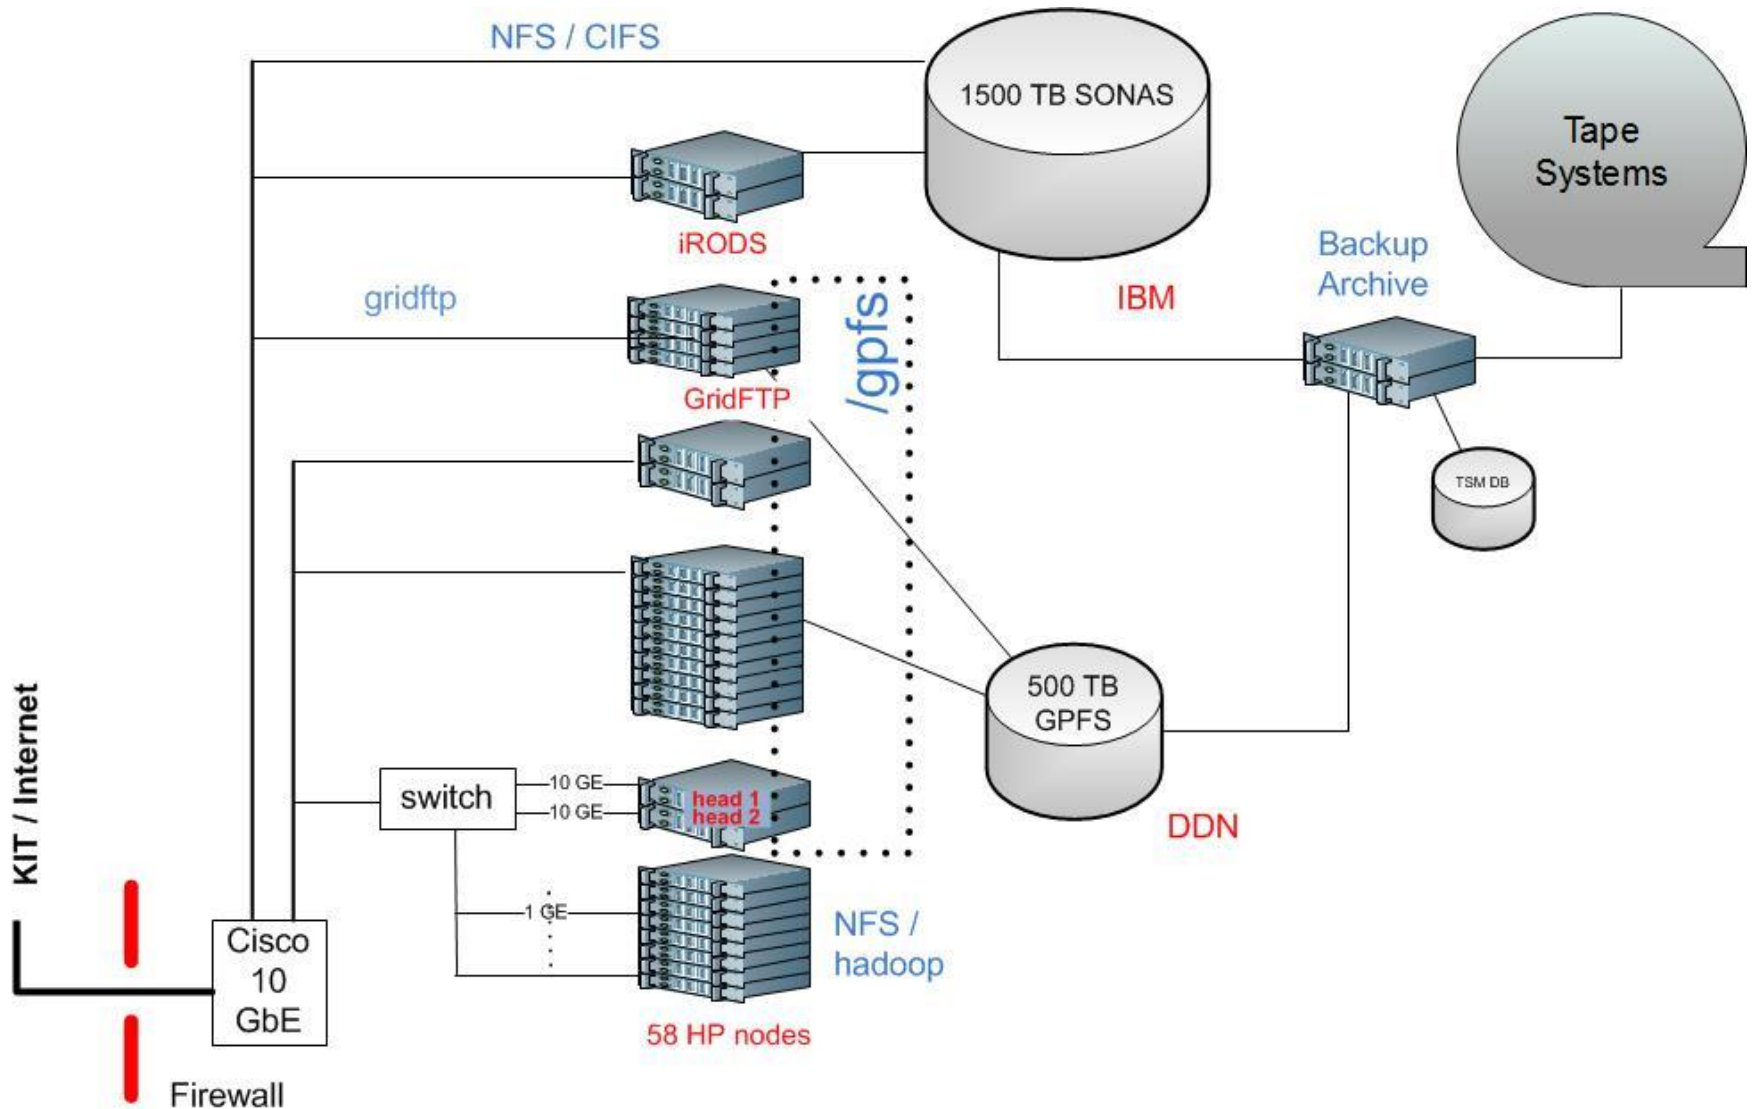 NFS / CIFS
1500 TB SONAS
Tape
Systems
iRODS
Backup
Archive
IBM
gridftp
/gpfs
GridFTP
TSM DB
500 TB
GPFS
KIT / Internet
switch
10 GE
10 GE
head 1
head 2
DDN
1 GE
NFS /
hadoop
Cisco
10
GbE
58 HP nodes
Firewall